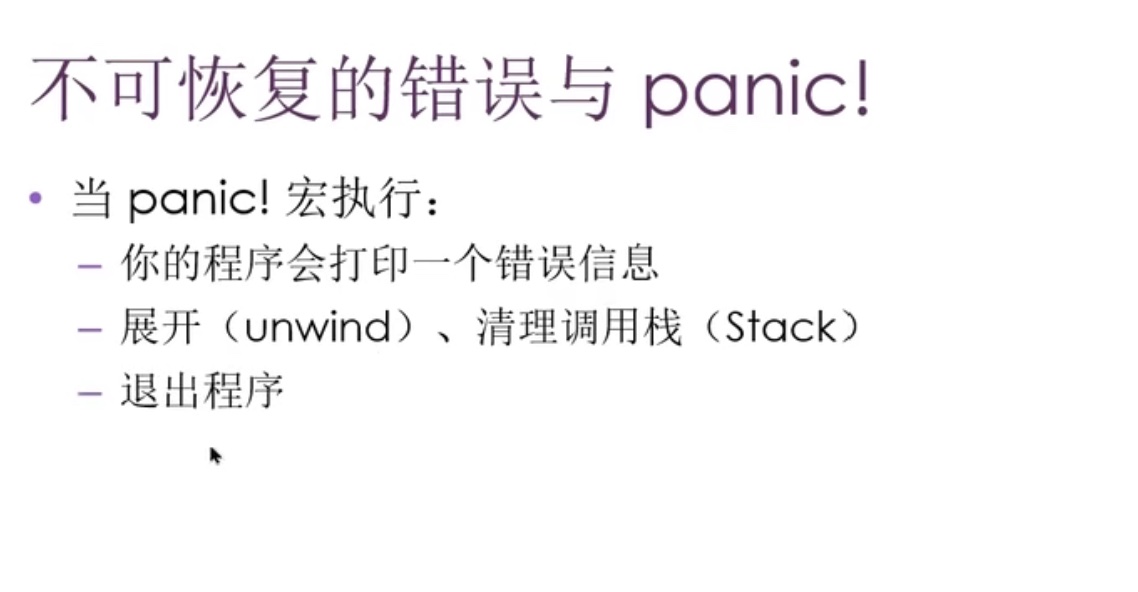 不可恢复的错误与 panic!
• 当 panic! 宏执行：
– 你的程序会打印一个错误信息
– 展开（unwind）、清理调用栈（Stack）
– 退出程序